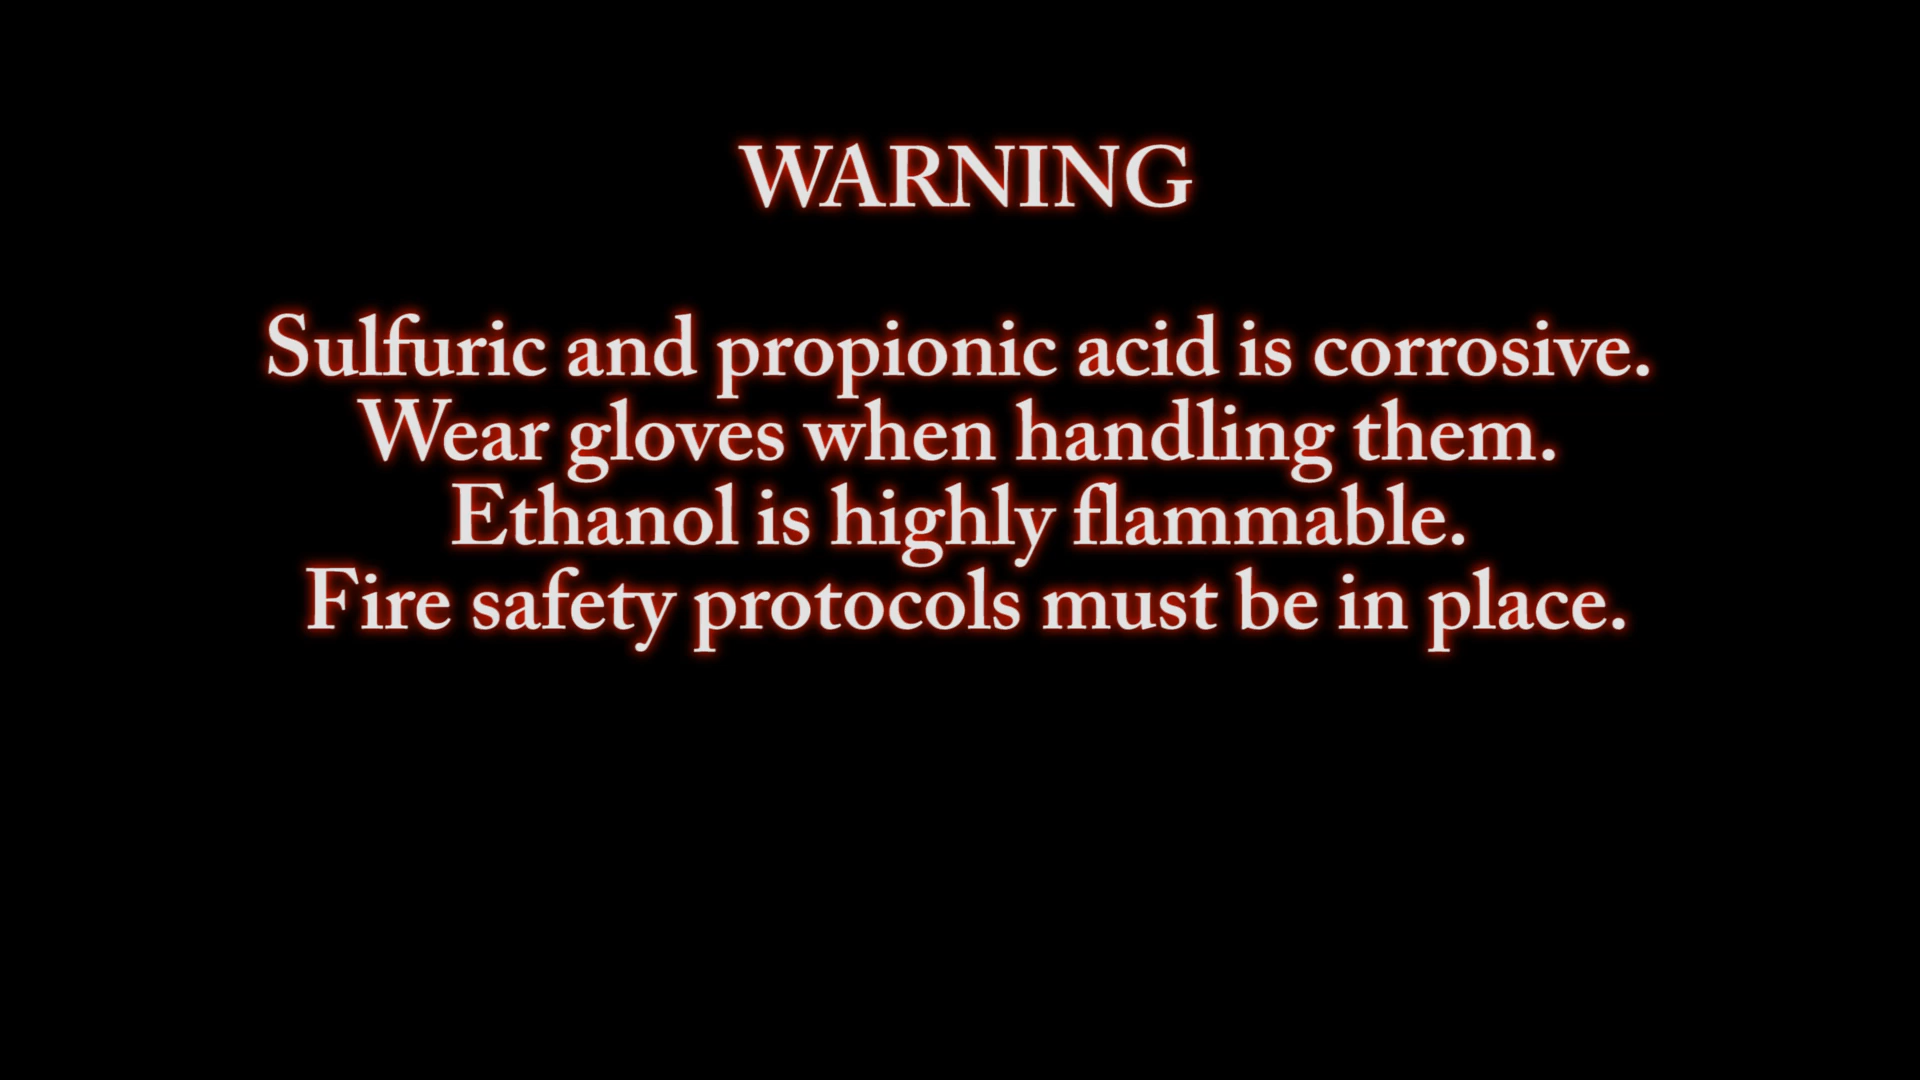 WARNING
Sulfuric and propionic acid is corrosive.
Wear gloves when handling them.
Ethanol is highly flammable.
Fire safety protocols must be in place.